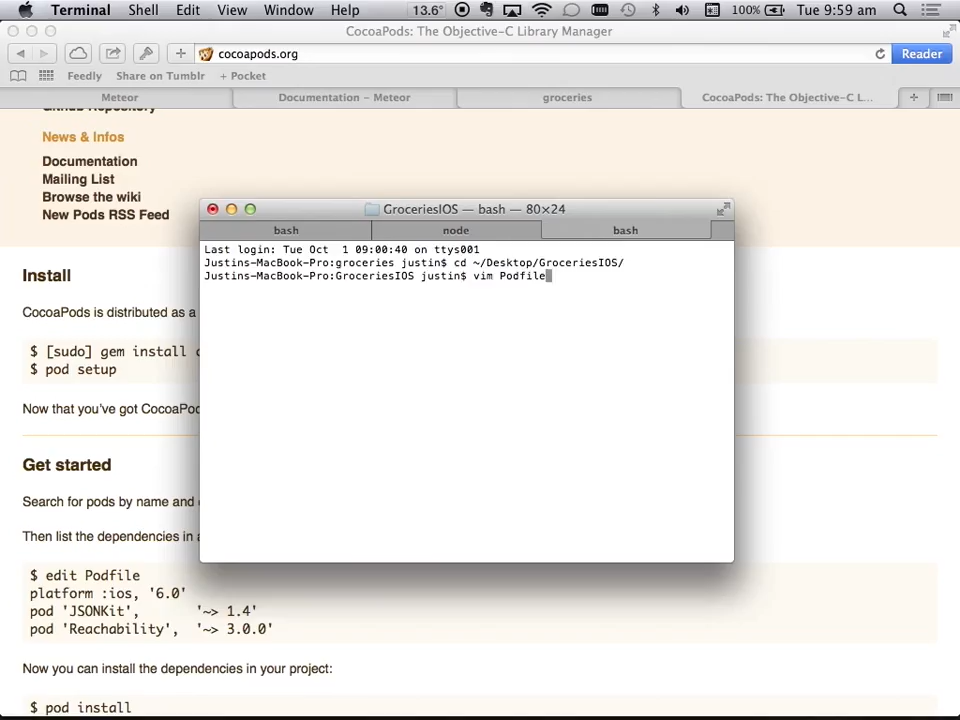 Terminal Shell Edit View Window Help 13.6° 100% Tue 9:59 am
CocoaPods: The Objective-C Library Manager
cocoapods.org Reader
Feedly Share on Tumblr + Pocket
Meteor Documentation – Meteor groceries CocoaPods: The Objective-C L...
Github Repository
News & Infos
Documentation
Mailing List
Browse the wiki
New Pods RSS Feed
GroceriesIOS — bash — 80×24
bash node bash
Last login: Tue Oct  1 09:00:40 on ttys001
Justins-MacBook-Pro:groceries justin$ cd ~/Desktop/GroceriesIOS/
Justins-MacBook-Pro:GroceriesIOS justin$ vim Podfile
Install
CocoaPods is distributed as a
$ [sudo] gem install
$ pod setup
Now that you've got
Get started
Search for pods by name and
Then list the dependencies in a
$ edit Podfile
platform :ios, '6.0'
pod 'JSONKit', '~> 1.4'
pod 'Reachability', '~> 3.0.0'
Now you can install the dependencies in your project:
$ pod install